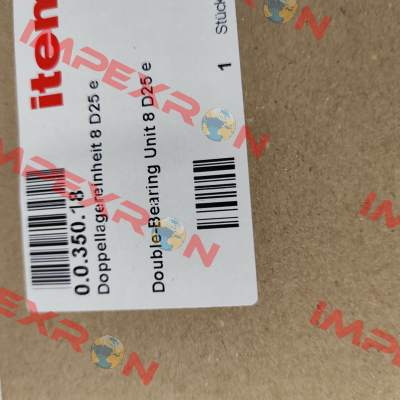 item
0.0.350.18
Doppellagereinheit 8 D25 e
Double-Bearing Unit 8 D25 e
1 Stück
IMPEXRON
IMPEXRON
IMPEXRON
IMPEXRON